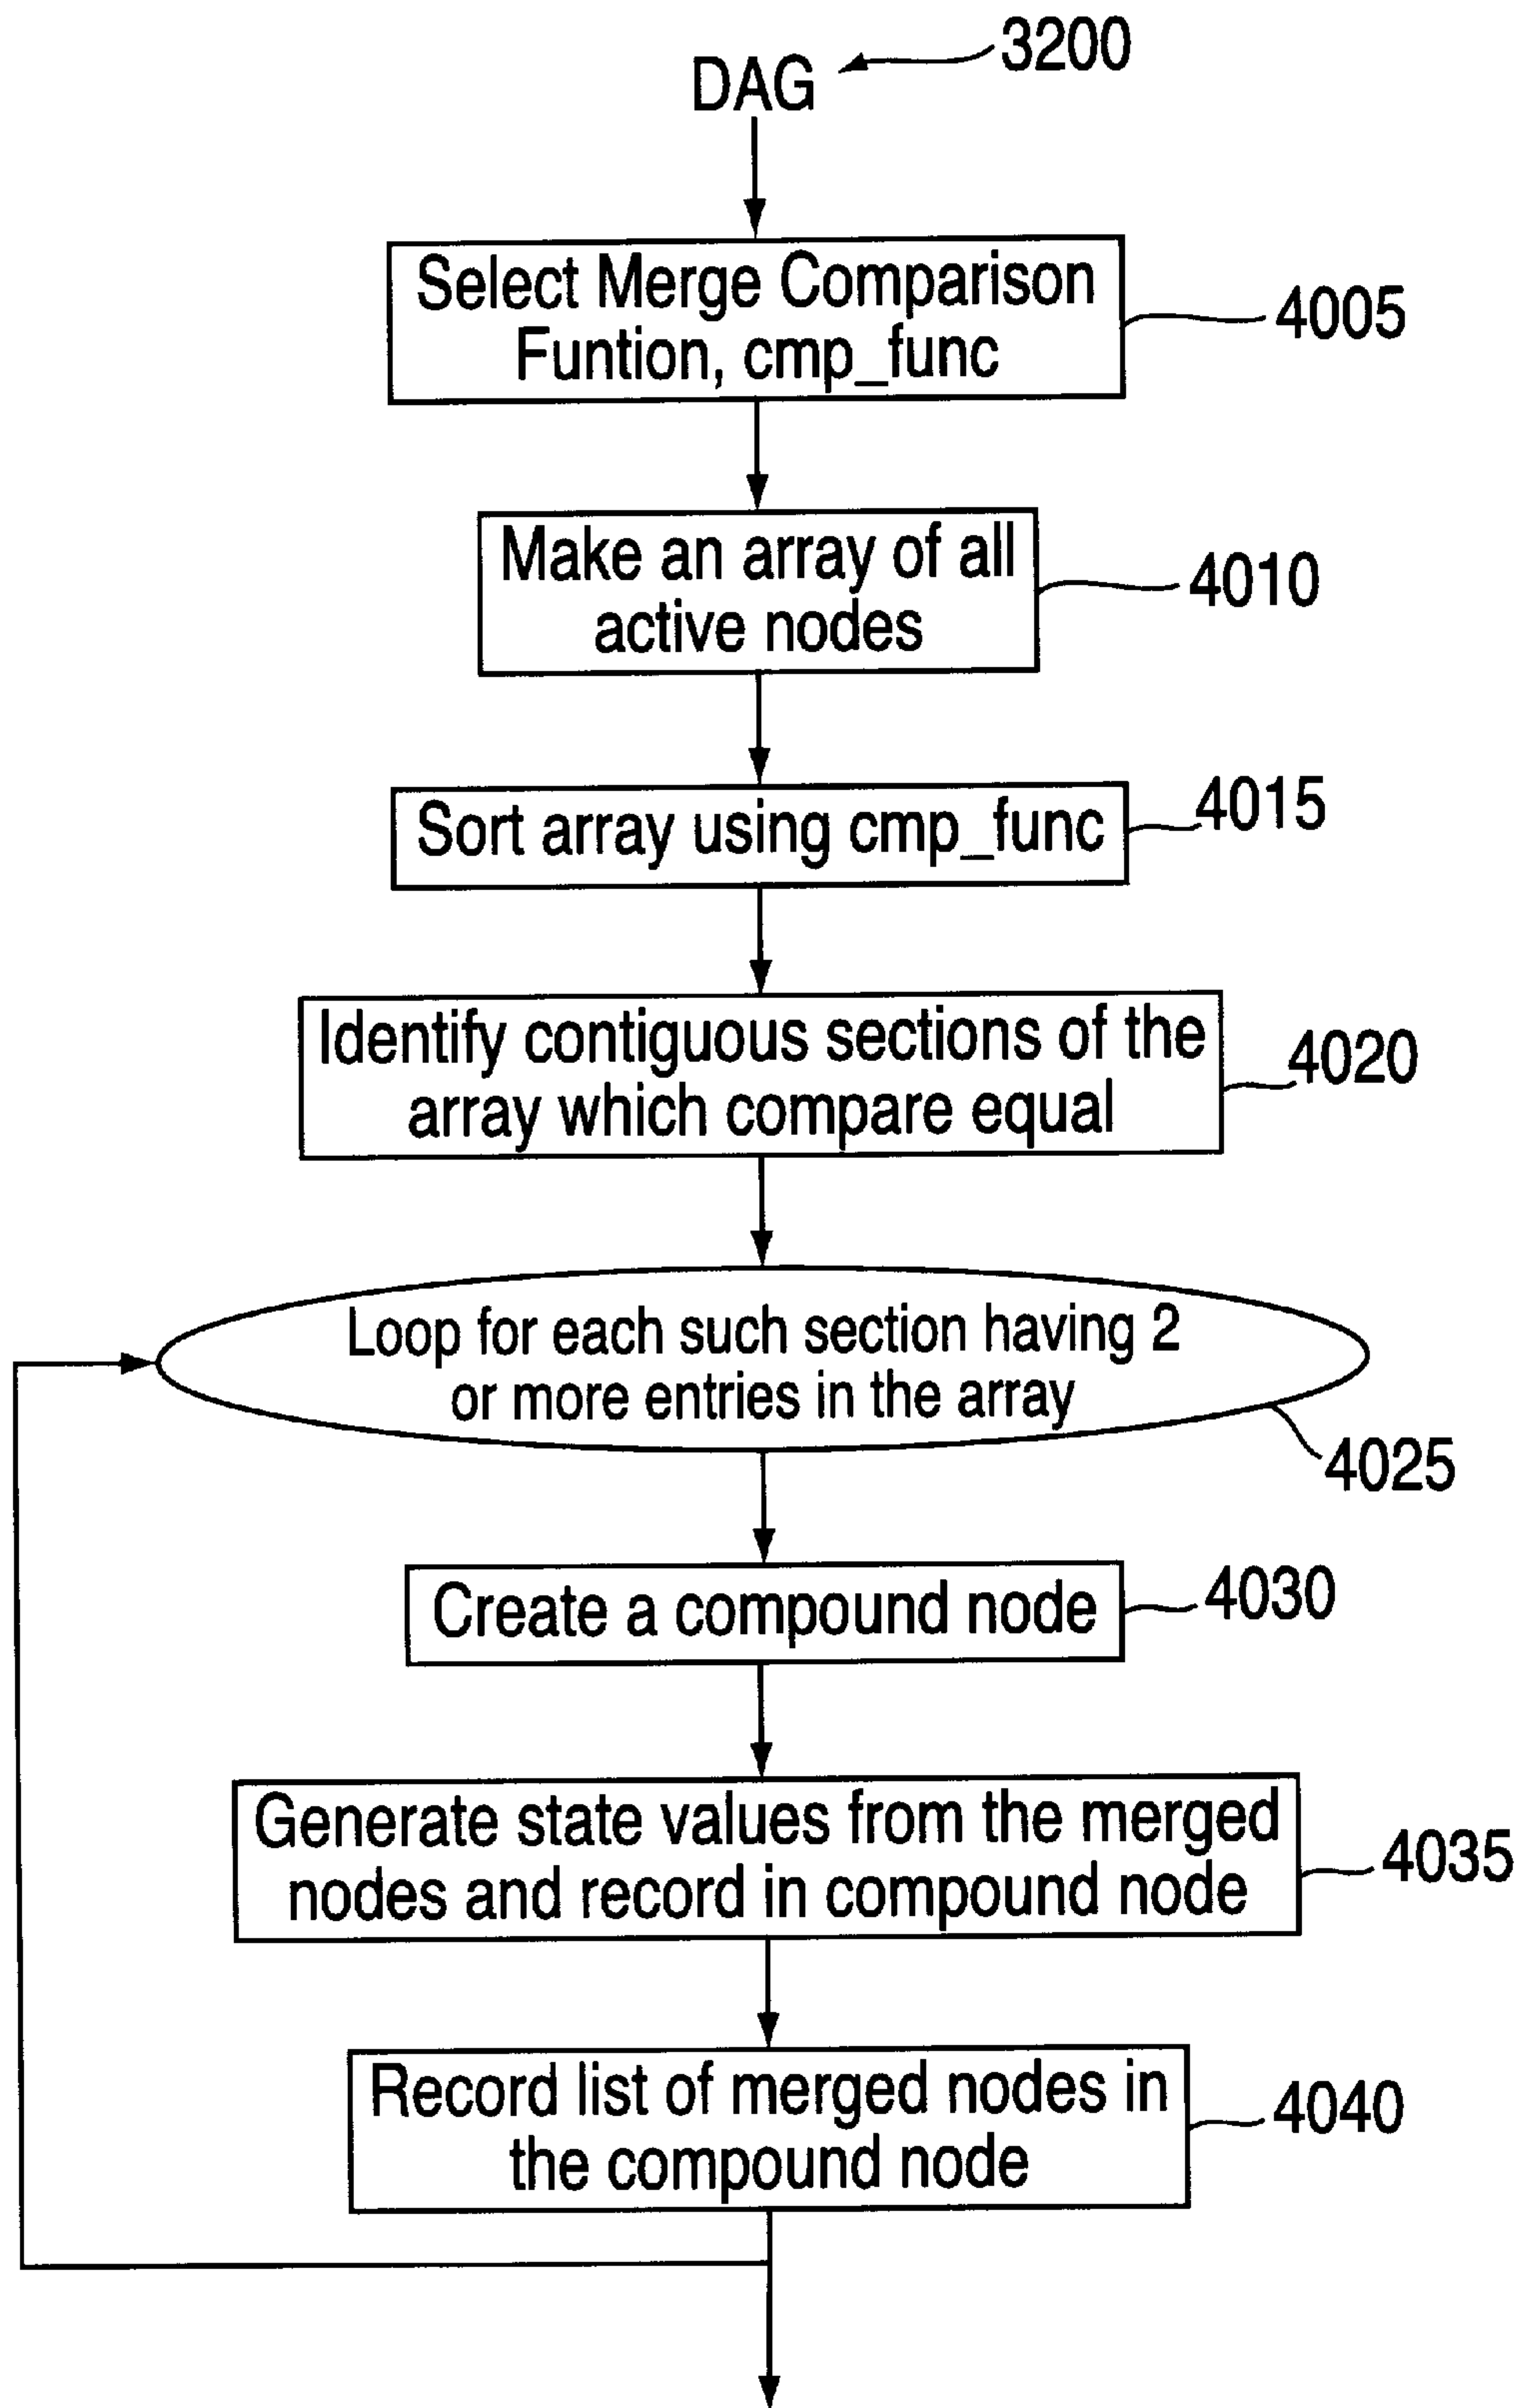 3200
DAG
Select Merge Comparison
Funtion, cmp_func
4005
Make an array of all
active nodes
4010
Sort array using cmp_func
4015
Identify contiguous sections of the
array which compare equal
4020
Loop for each such section having 2
or more entries in the array
4025
Create a compound node
4030
Generate state values from the merged
nodes and record in compound node
4035
Record list of merged nodes in
the compound node
4040